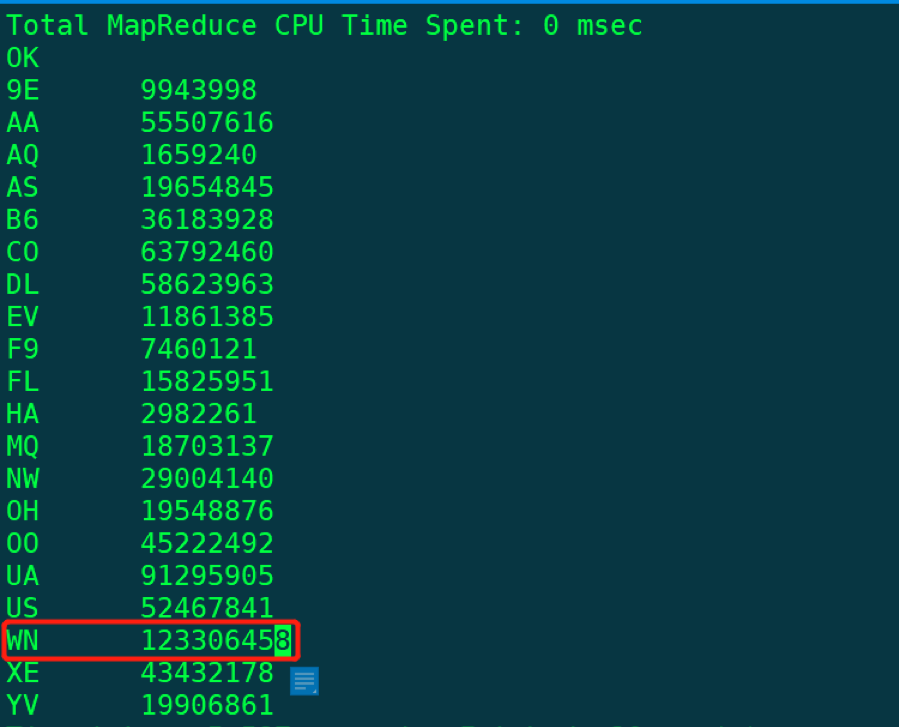 Total MapReduce CPU Time Spent: 0 msec
OK
9E 9943998
AA 55507616
AQ 1659240
AS 19654845
B6 36183928
CO 63792460
DL 58623963
EV 11861385
F9 7460121
FL 15825951
HA 2982261
MQ 18703137
NW 29004140
OH 19548876
OO 45222492
UA 91295905
US 52467841
WN 123306458
XE 43432178
YV 19906861